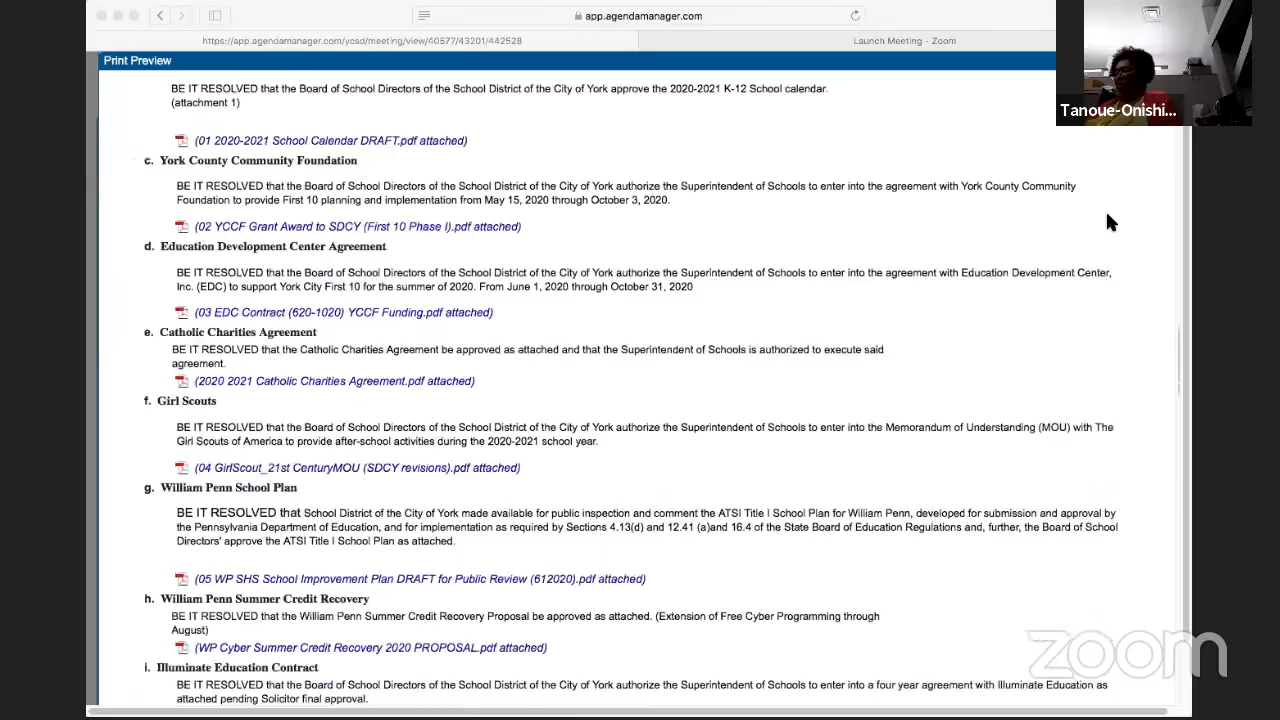 app.agendamanager.com
https://app.agendamanager.com/ycsd/meeting/view/40577/43201/442528
Launch Meeting - Zoom
Print Preview
Tanoue-Onishi...
BE IT RESOLVED that the Board of School Directors of the School District of the City of York approve the 2020-2021 K-12 School calendar.
(attachment 1)
(01 2020-2021 School Calendar DRAFT.pdf attached)
c. York County Community Foundation
BE IT RESOLVED that the Board of School Directors of the School District of the City of York authorize the Superintendent of Schools to enter into the agreement with York County Community
Foundation to provide First 10 planning and implementation from May 15, 2020 through October 3, 2020.
(02 YCCF Grant Award to SDCY (First 10 Phase I).pdf attached)
d. Education Development Center Agreement
BE IT RESOLVED that the Board of School Directors of the School District of the City of York authorize the Superintendent of Schools to enter into the agreement with Education Development Center,
Inc. (EDC) to support York City First 10 for the summer of 2020. From June 1, 2020 through October 31, 2020
(03 EDC Contract (620-1020) YCCF Funding.pdf attached)
e. Catholic Charities Agreement
BE IT RESOLVED that the Catholic Charities Agreement be approved as attached and that the Superintendent of Schools is authorized to execute said
agreement.
(2020 2021 Catholic Charities Agreement.pdf attached)
f. Girl Scouts
BE IT RESOLVED that the Board of School Directors of the School District of the City of York authorize the Superintendent of Schools to enter into the Memorandum of Understanding (MOU) with The
Girl Scouts of America to provide after-school activities during the 2020-2021 school year.
(04 GirlScout_21st CenturyMOU (SDCY revisions).pdf attached)
g. William Penn School Plan
BE IT RESOLVED that School District of the City of York made available for public inspection and comment the ATSI Title I School Plan for William Penn, developed for submission and approval by
the Pennsylvania Department of Education, and for implementation as required by Sections 4.13(d) and 12.41 (a)and 16.4 of the State Board of Education Regulations and, further, the Board of School
Directors' approve the ATSI Title I School Plan as attached.
(05 WP SHS School Improvement Plan DRAFT for Public Review (612020).pdf attached)
h. William Penn Summer Credit Recovery
BE IT RESOLVED that the William Penn Summer Credit Recovery Proposal be approved as attached. (Extension of Free Cyber Programming through
August)
(WP Cyber Summer Credit Recovery 2020 PROPOSAL.pdf attached)
i. Illuminate Education Contract
BE IT RESOLVED that the Board of School Directors of the School District of the City of York authorize the Superintendent of Schools to enter into a four year agreement with Illuminate Education as
attached pending Solicitor final approval.
zoom